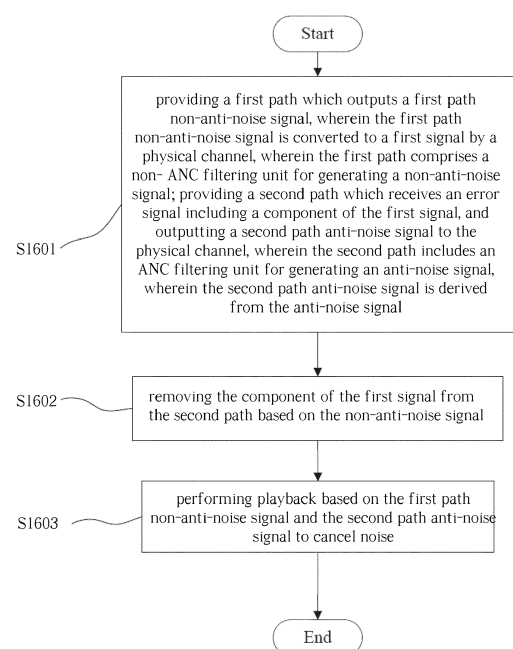 Start
providing a first path which outputs a first path
non-anti-noise signal, wherein the first path
non-anti-noise signal is converted to a first signal by a
physical channel, wherein the first path comprises a
non- ANC filtering unit for generating a non-anti-noise
signal; providing a second path which receives an error
signal including a component of the first signal, and
outputting a second path anti-noise signal to the
physical channel, wherein the second path includes an
ANC filtering unit for generating an anti-noise signal,
wherein the second path anti-noise signal is derived
from the anti-noise signal
S1601
S1602
removing the component of the first signal from
the second path based on the non-anti-noise signal
S1603
performing playback based on the first path
non-anti-noise signal and the second path anti-noise
signal to cancel noise
End